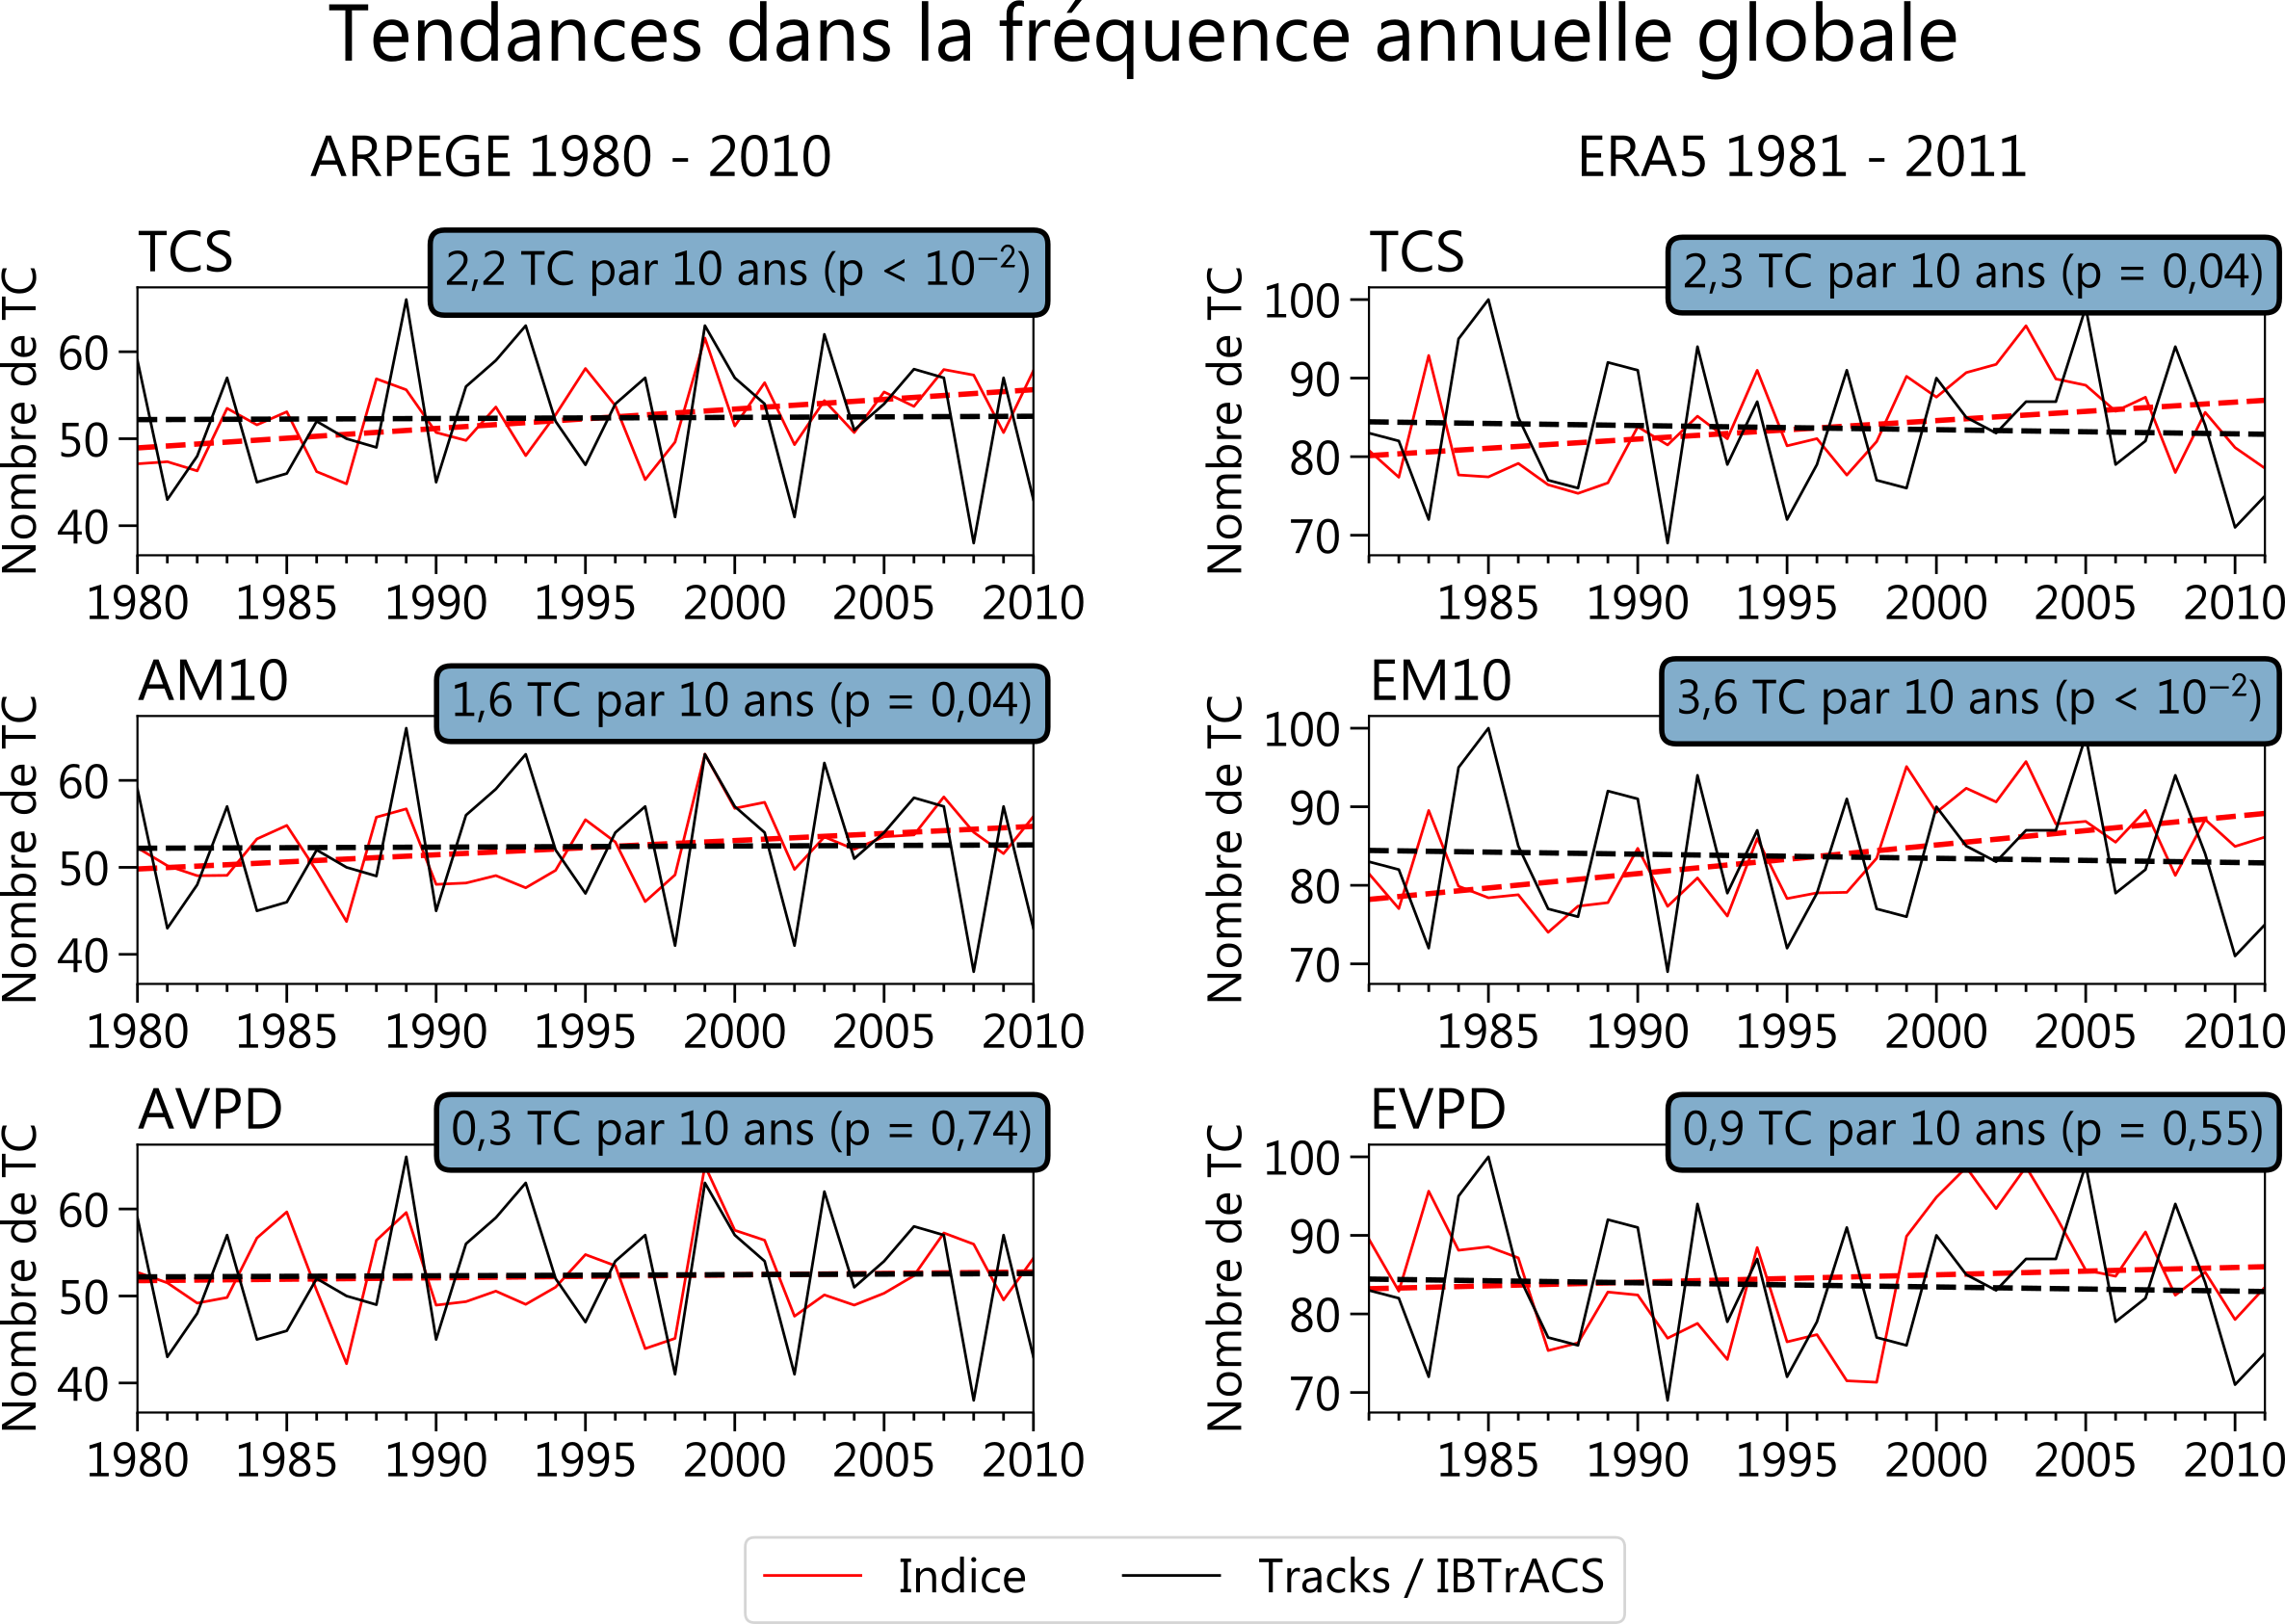 Tendances dans la fréquence annuelle globale
ARPEGE 1980 - 2010
ERA5 1981 - 2011
TCS
2,2 TC par 10 ans (p < 10⁻²)
Nombre de TC
60
50
40
1980 1985 1990 1995 2000 2005 2010
TCS
2,3 TC par 10 ans (p = 0,04)
Nombre de TC
100
90
80
70
1985 1990 1995 2000 2005 2010
AM10
1,6 TC par 10 ans (p = 0,04)
Nombre de TC
60
50
40
1980 1985 1990 1995 2000 2005 2010
EM10
3,6 TC par 10 ans (p < 10⁻²)
Nombre de TC
100
90
80
70
1985 1990 1995 2000 2005 2010
AVPD
0,3 TC par 10 ans (p = 0,74)
Nombre de TC
60
50
40
1980 1985 1990 1995 2000 2005 2010
EVPD
0,9 TC par 10 ans (p = 0,55)
Nombre de TC
100
90
80
70
1985 1990 1995 2000 2005 2010
Indice
Tracks / IBTrACS